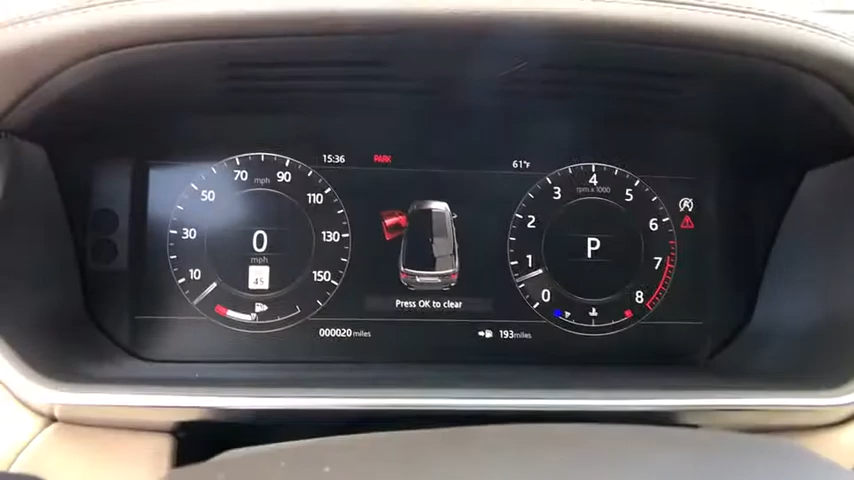 15:36
PARK
61°F
10
30
50
70
90
110
130
150
mph
0
mph
45
0
1
2
3
4
5
6
7
8
rpm x 1000
P
Press OK to clear
000020 miles
193 miles